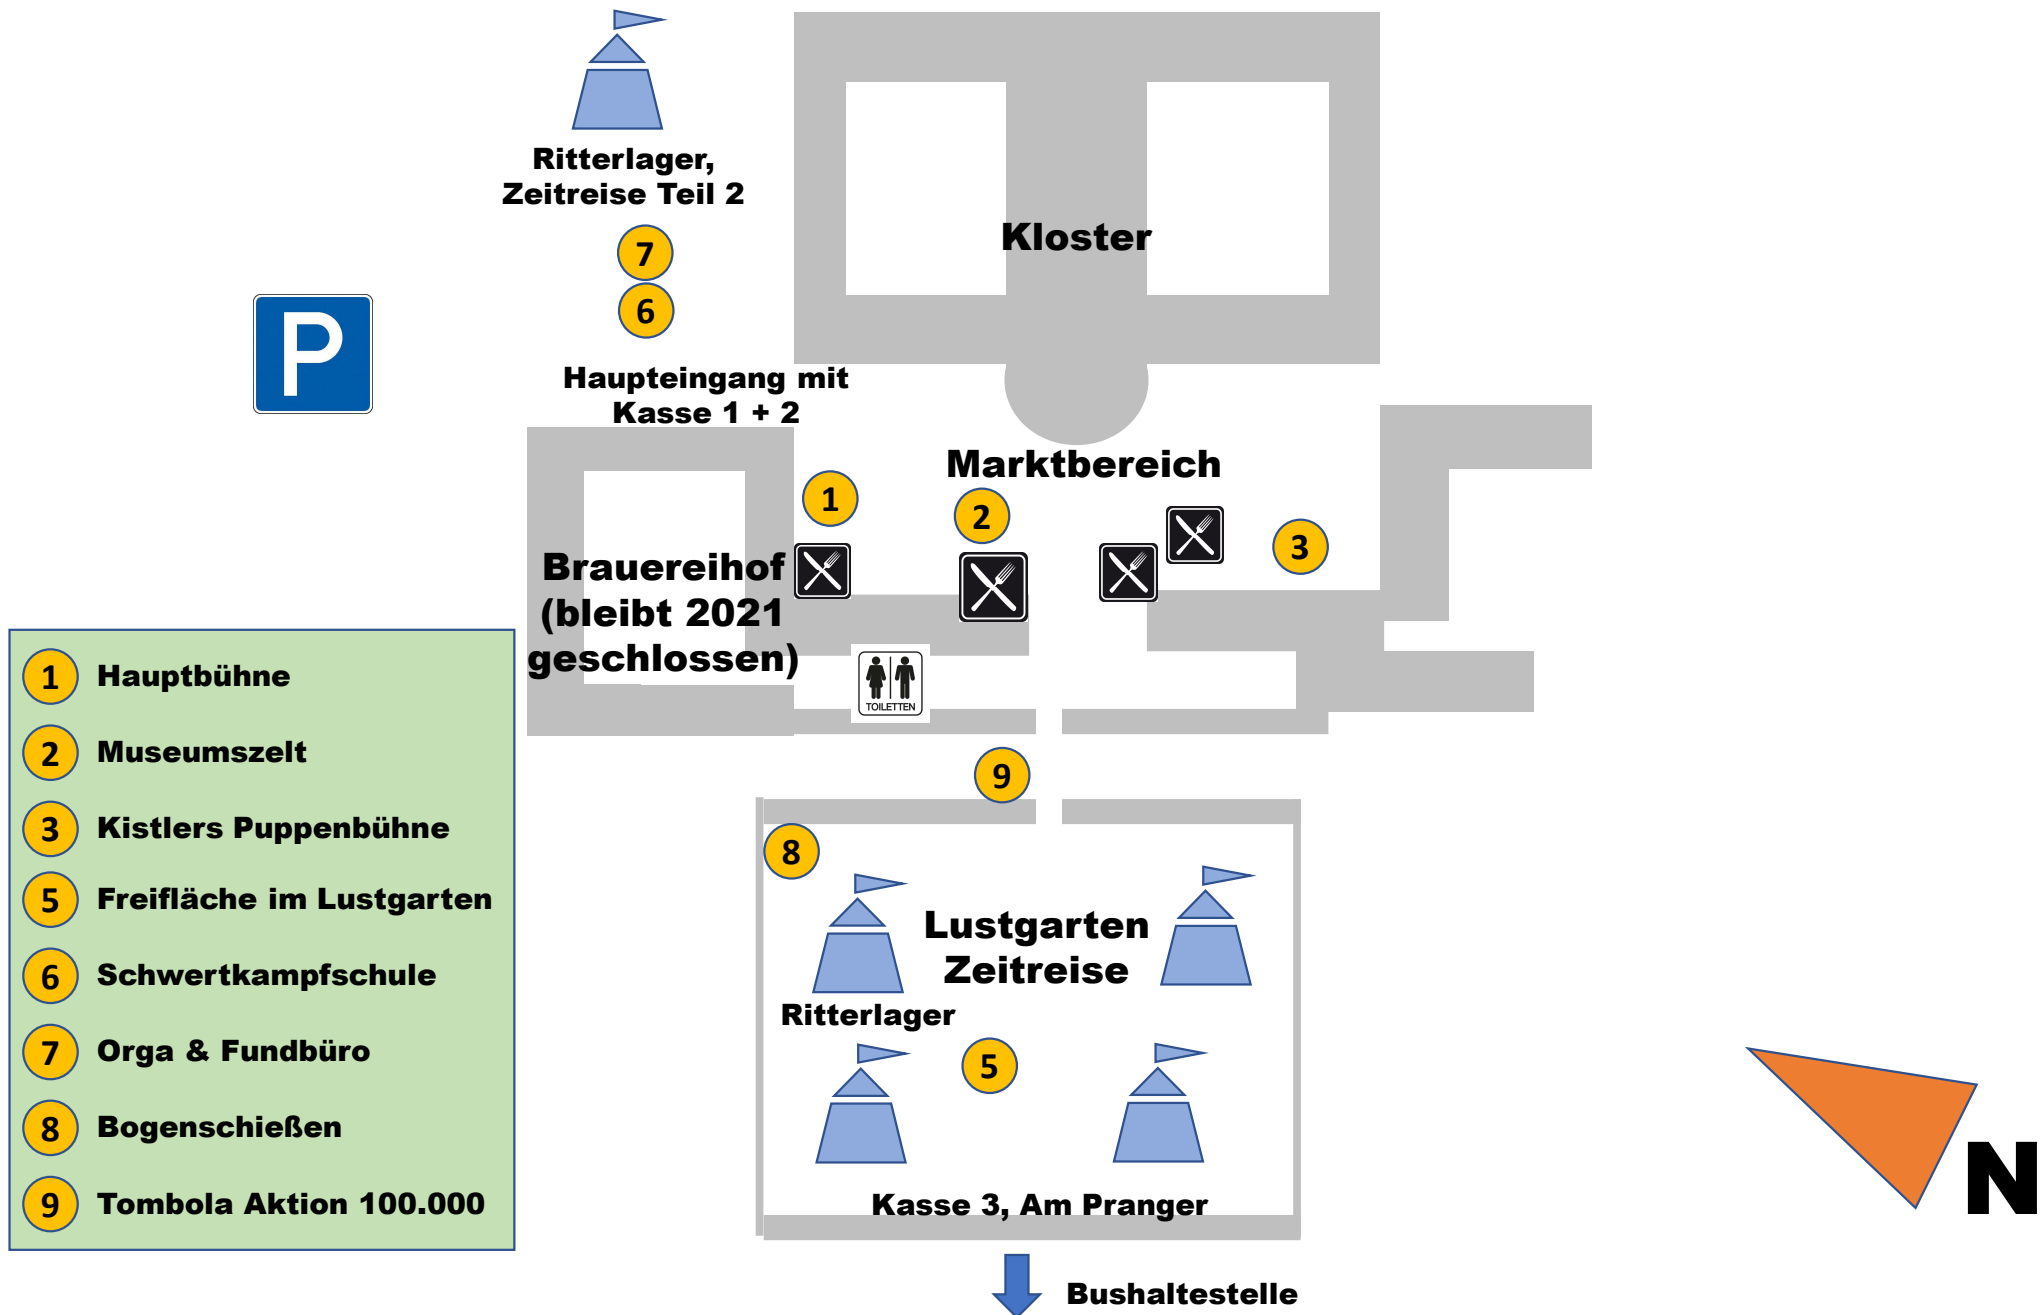 Ritterlager,
Zeitreise Teil 2
7
6
Kloster
P
Haupteingang mit
Kasse 1 + 2
Marktbereich
1
2
3
Brauereihof
(bleibt 2021
geschlossen)
TOILETTEN
1 Hauptbühne
2 Museumszelt
3 Kistlers Puppenbühne
5 Freifläche im Lustgarten
6 Schwertkampfschule
7 Orga & Fundbüro
8 Bogenschießen
9 Tombola Aktion 100.000
9
8
Lustgarten
Zeitreise
Ritterlager
5
Kasse 3, Am Pranger
Bushaltestelle
N